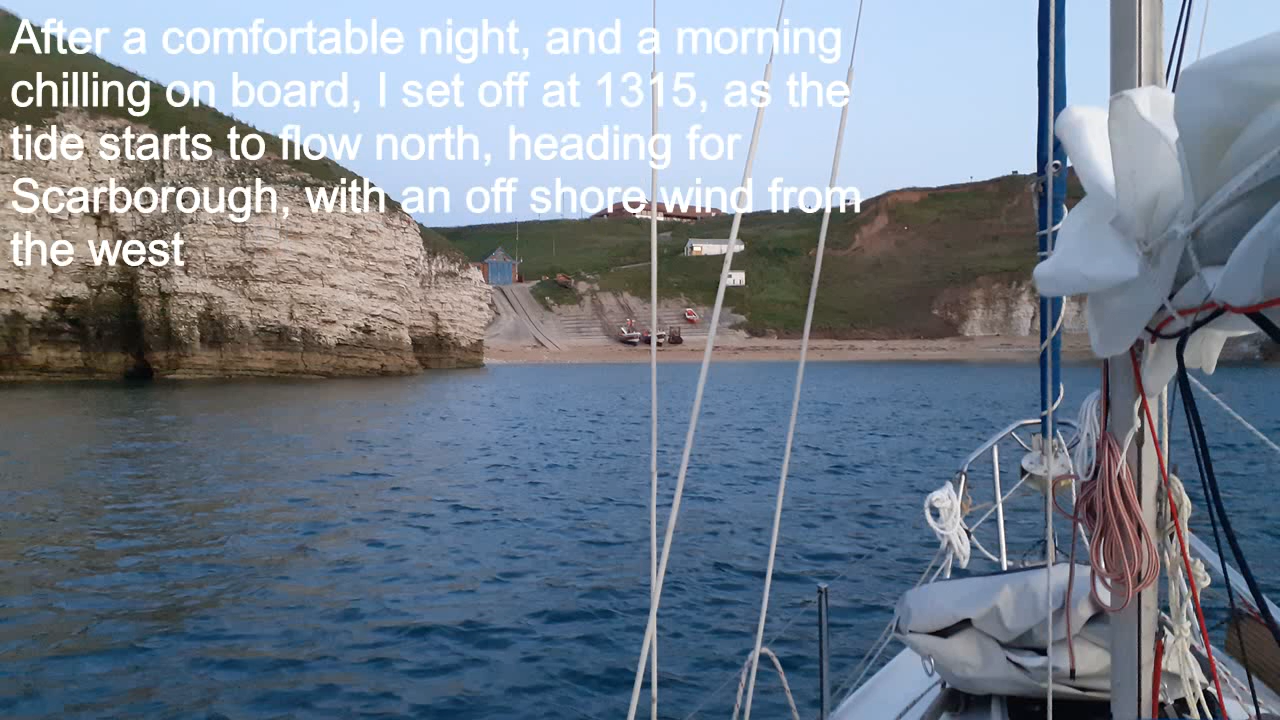 After a comfortable night, and a morning
chilling on board, I set off at 1315, as the
tide starts to flow north, heading for
Scarborough, with an off shore wind from
the west